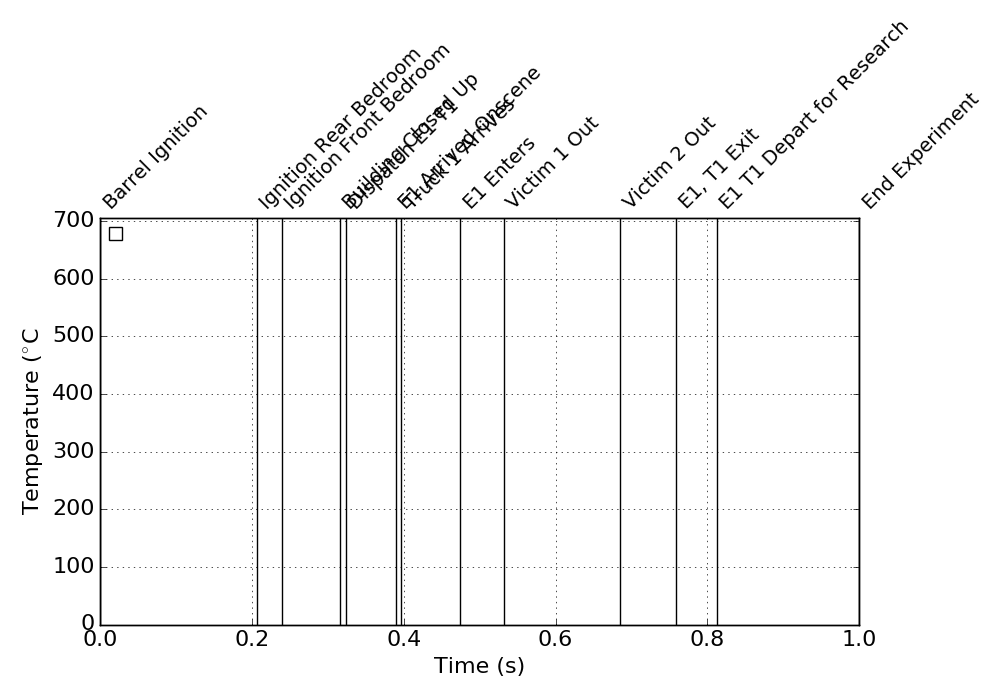 Barrel Ignition
Ignition Rear Bedroom
Ignition Front Bedroom
Building Closed Up
Dispatch E1 T1
E1 Arrived Onscene
Truck 1 Arrives
E1 Enters
Victim 1 Out
Victim 2 Out
E1, T1 Exit
E1 T1 Depart for Research
End Experiment
700
600
500
400
300
200
100
0
Temperature (°C
0.0 0.2 0.4 0.6 0.8 1.0
Time (s)